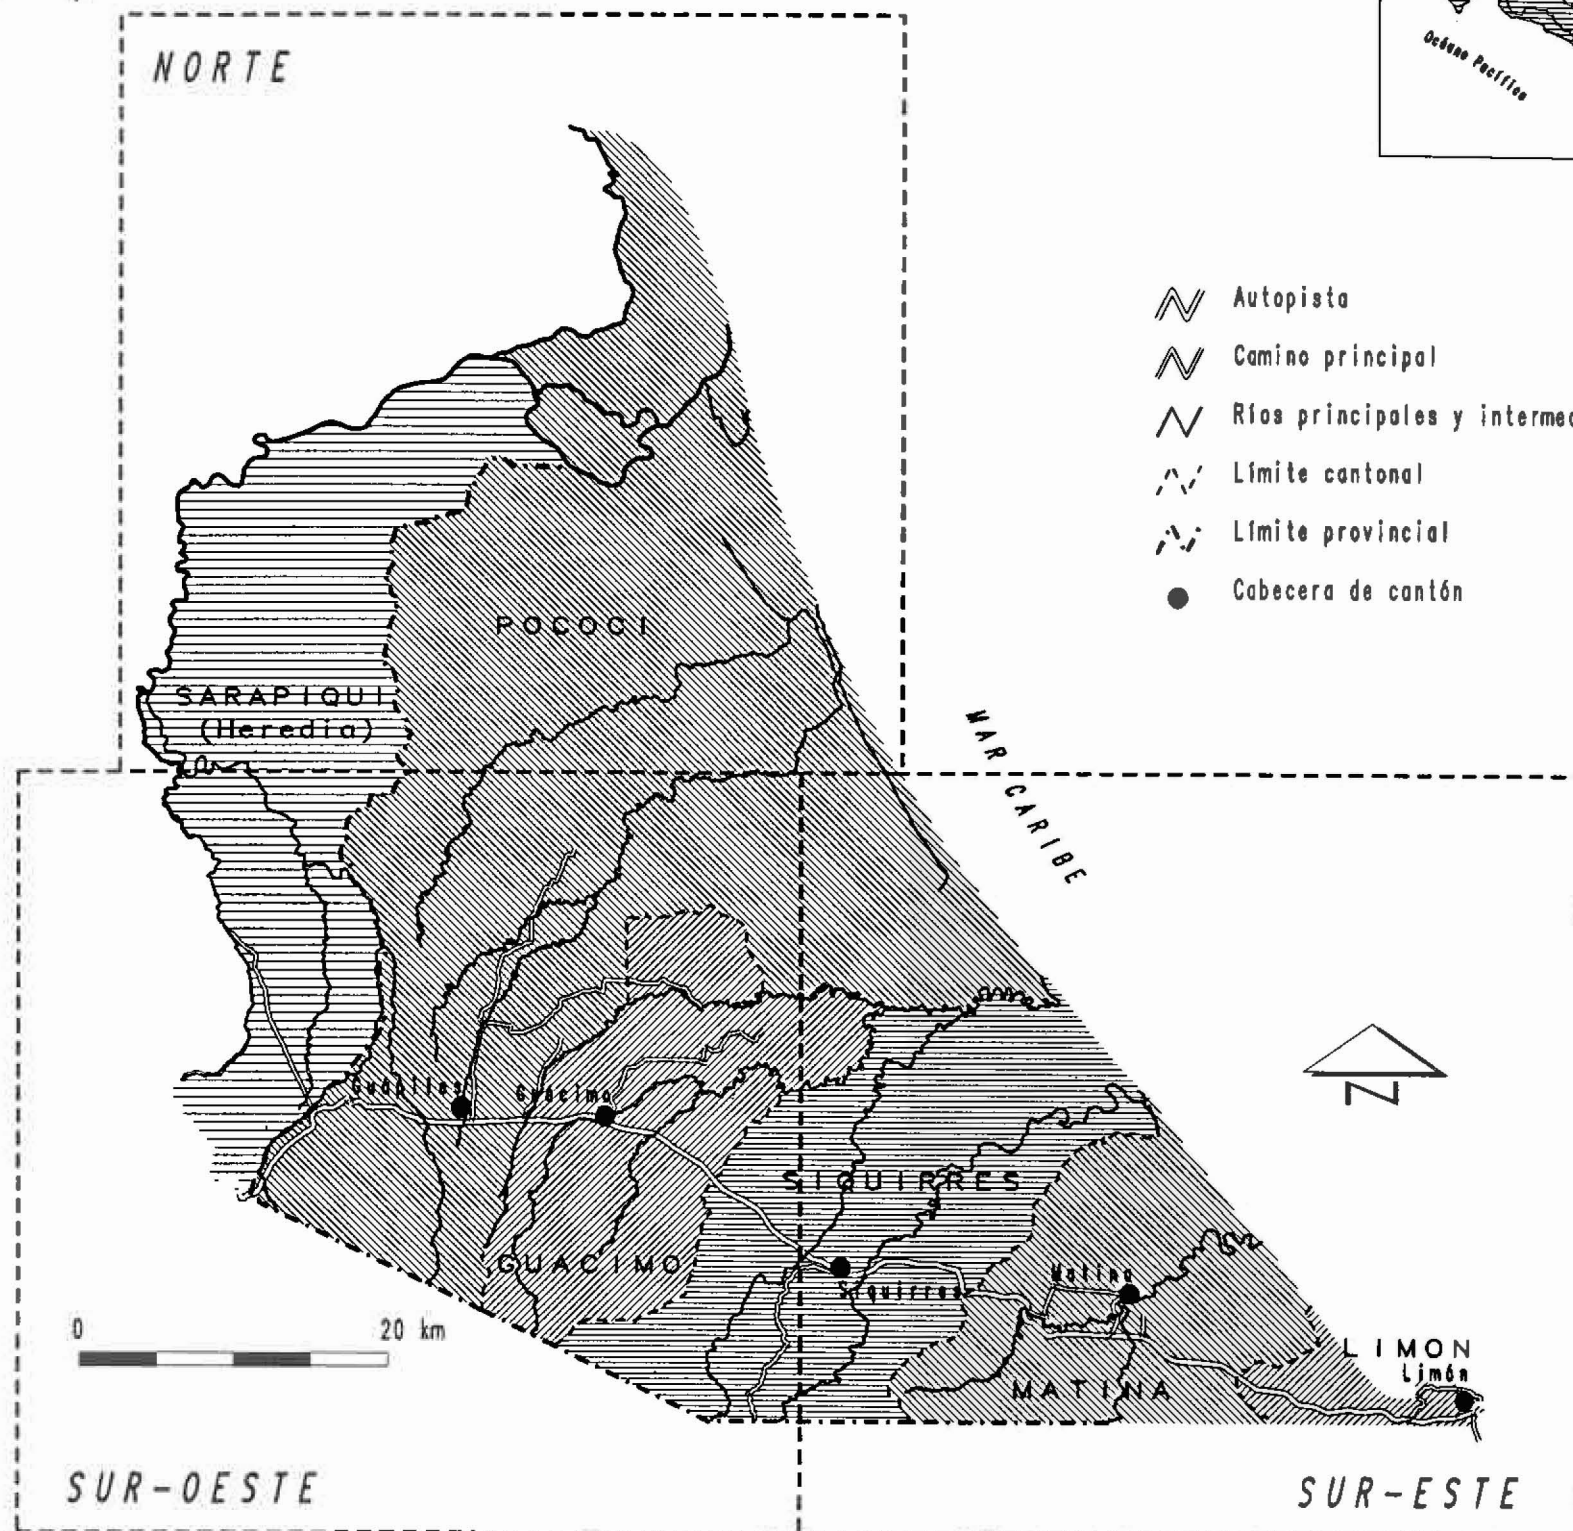 NORTE
Océano Pacífico
Autopista
Camino principal
Ríos principales y intermed
Límite cantonal
Límite provincial
Cabecera de cantón
POCOCI
SARAPIQUI
(Heredia)
MAR CARIBE
Guápiles
Guácimo
SIQUIRRES
GUACIMO
Siquirres
Matina
N
0 20 km
LIMON
Limón
MATINA
SUR-OESTE
SUR-ESTE